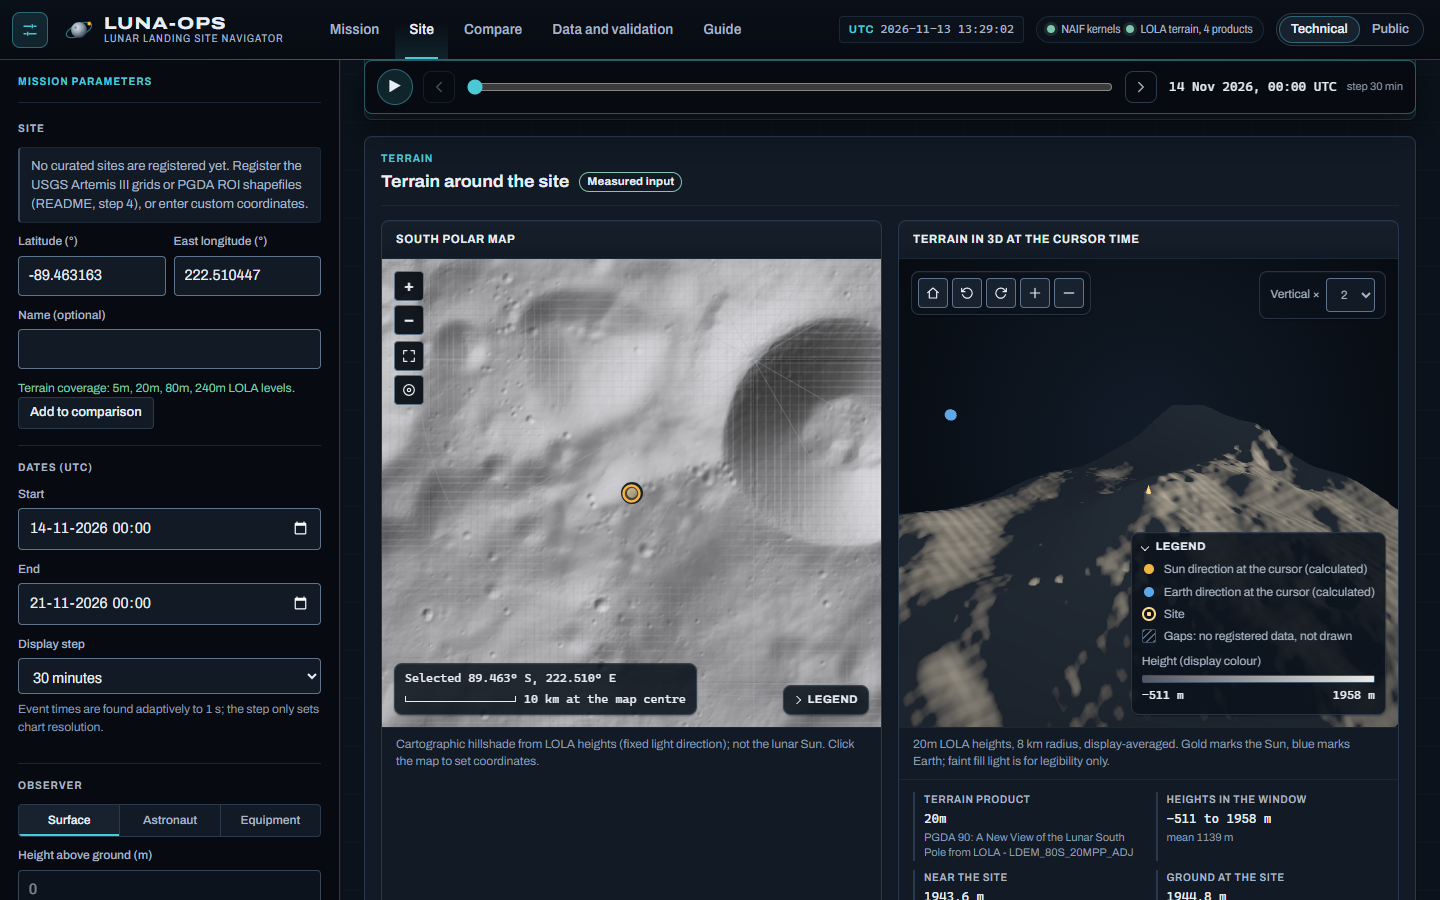 LUNA-OPS
LUNAR LANDING SITE NAVIGATOR
Mission
Site
Compare
Data and validation
Guide
UTC 2026-11-13 13:29:02
NAIF kernels
LOLA terrain, 4 products
Technical
Public
MISSION PARAMETERS
SITE
No curated sites are registered yet. Register the
USGS Artemis III grids or PGDA ROI shapefiles
(README, step 4), or enter custom coordinates.
Latitude (°)
East longitude (°)
-89.463163
222.510447
Name (optional)
Terrain coverage: 5m, 20m, 80m, 240m LOLA levels.
Add to comparison
DATES (UTC)
Start
14-11-2026 00:00
End
21-11-2026 00:00
Display step
30 minutes
Event times are found adaptively to 1 s; the step only sets
chart resolution.
OBSERVER
Surface
Astronaut
Equipment
Height above ground (m)
0
14 Nov 2026, 00:00 UTC
step 30 min
TERRAIN
Terrain around the site
Measured input
SOUTH POLAR MAP
+
−
Selected 89.463° S, 222.510° E
10 km at the map centre
LEGEND
Cartographic hillshade from LOLA heights (fixed light direction); not the lunar Sun. Click
the map to set coordinates.
TERRAIN IN 3D AT THE CURSOR TIME
Vertical ×
2
LEGEND
Sun direction at the cursor (calculated)
Earth direction at the cursor (calculated)
Site
Gaps: no registered data, not drawn
Height (display colour)
−511 m
1958 m
20m LOLA heights, 8 km radius, display-averaged. Gold marks the Sun, blue marks
Earth; faint fill light is for legibility only.
TERRAIN PRODUCT
20m
PGDA 90: A New View of the Lunar South
Pole from LOLA - LDEM_80S_20MPP_ADJ
HEIGHTS IN THE WINDOW
−511 to 1958 m
mean 1139 m
NEAR THE SITE
1943.6 m
GROUND AT THE SITE
1944.8 m